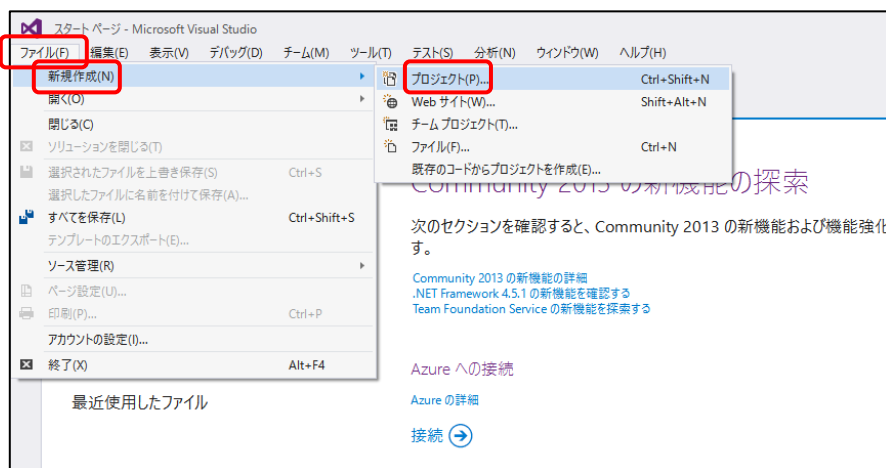 スタート ページ - Microsoft Visual Studio
ファイル(F) 編集(E) 表示(V) デバッグ(D) チーム(M) ツール(T) テスト(S) 分析(N) ウィンドウ(W) ヘルプ(H)
新規作成(N)
開く(O)
閉じる(C)
ソリューションを閉じる(T)
選択されたファイルを上書き保存(S) Ctrl+S
選択したファイルに名前を付けて保存(A)...
すべてを保存(L) Ctrl+Shift+S
テンプレートのエクスポート(E)...
ソース管理(R)
ページ設定(U)...
印刷(P)... Ctrl+P
アカウントの設定(I)...
終了(X) Alt+F4
プロジェクト(P)... Ctrl+Shift+N
Web サイト(W)... Shift+Alt+N
チーム プロジェクト(T)...
ファイル(F)... Ctrl+N
既存のコードからプロジェクトを作成(E)...
Community 2013 の新機能の探索
次のセクションを確認すると、Community 2013 の新機能および機能強化
す。
Community 2013 の新機能の詳細
.NET Framework 4.5.1 の新機能を確認する
Team Foundation Service の新機能を探索する
Azure への接続
Azure の詳細
接続
最近使用したファイル